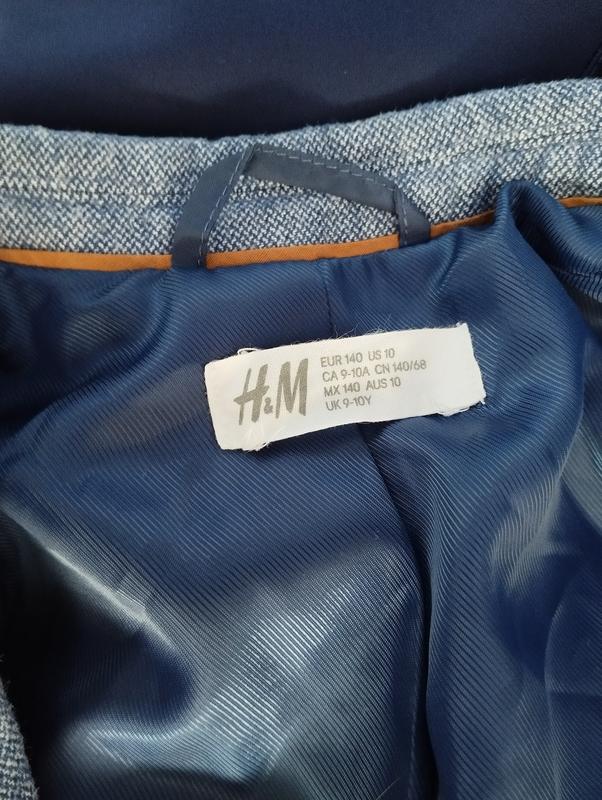 H&M
EUR 140 US 10
CA 9-10A CN 140/68
MX 140 AUS 10
UK 9-10Y